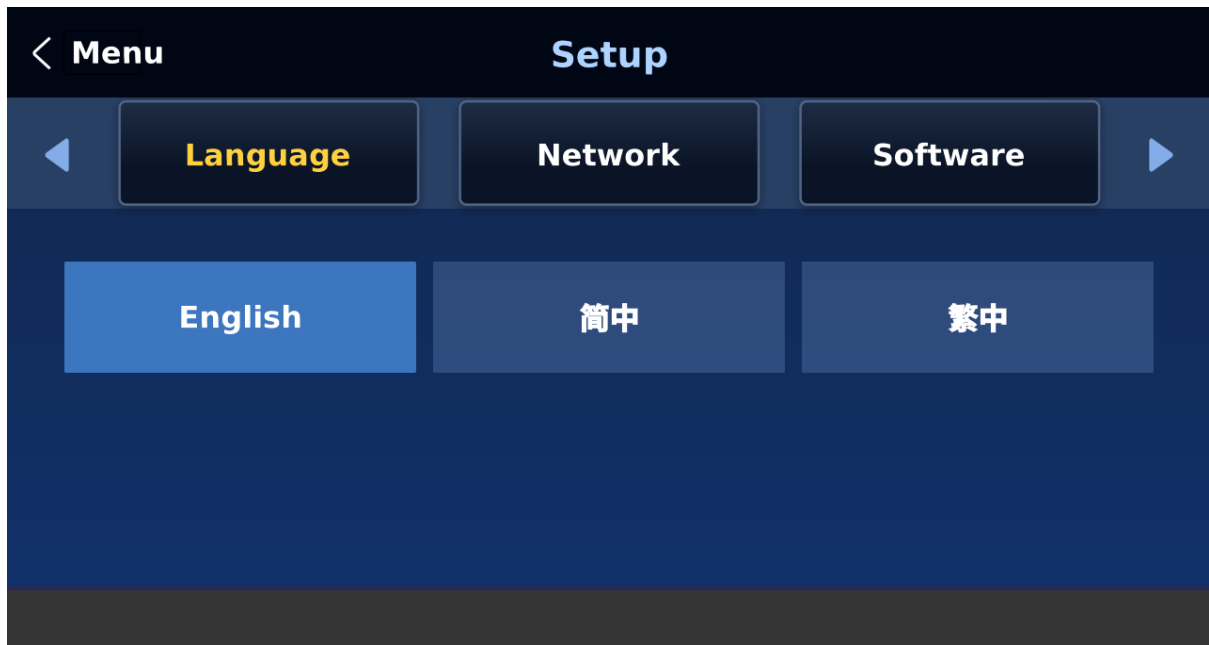 Menu
Setup
Language
Network
Software
English
简中
繁中